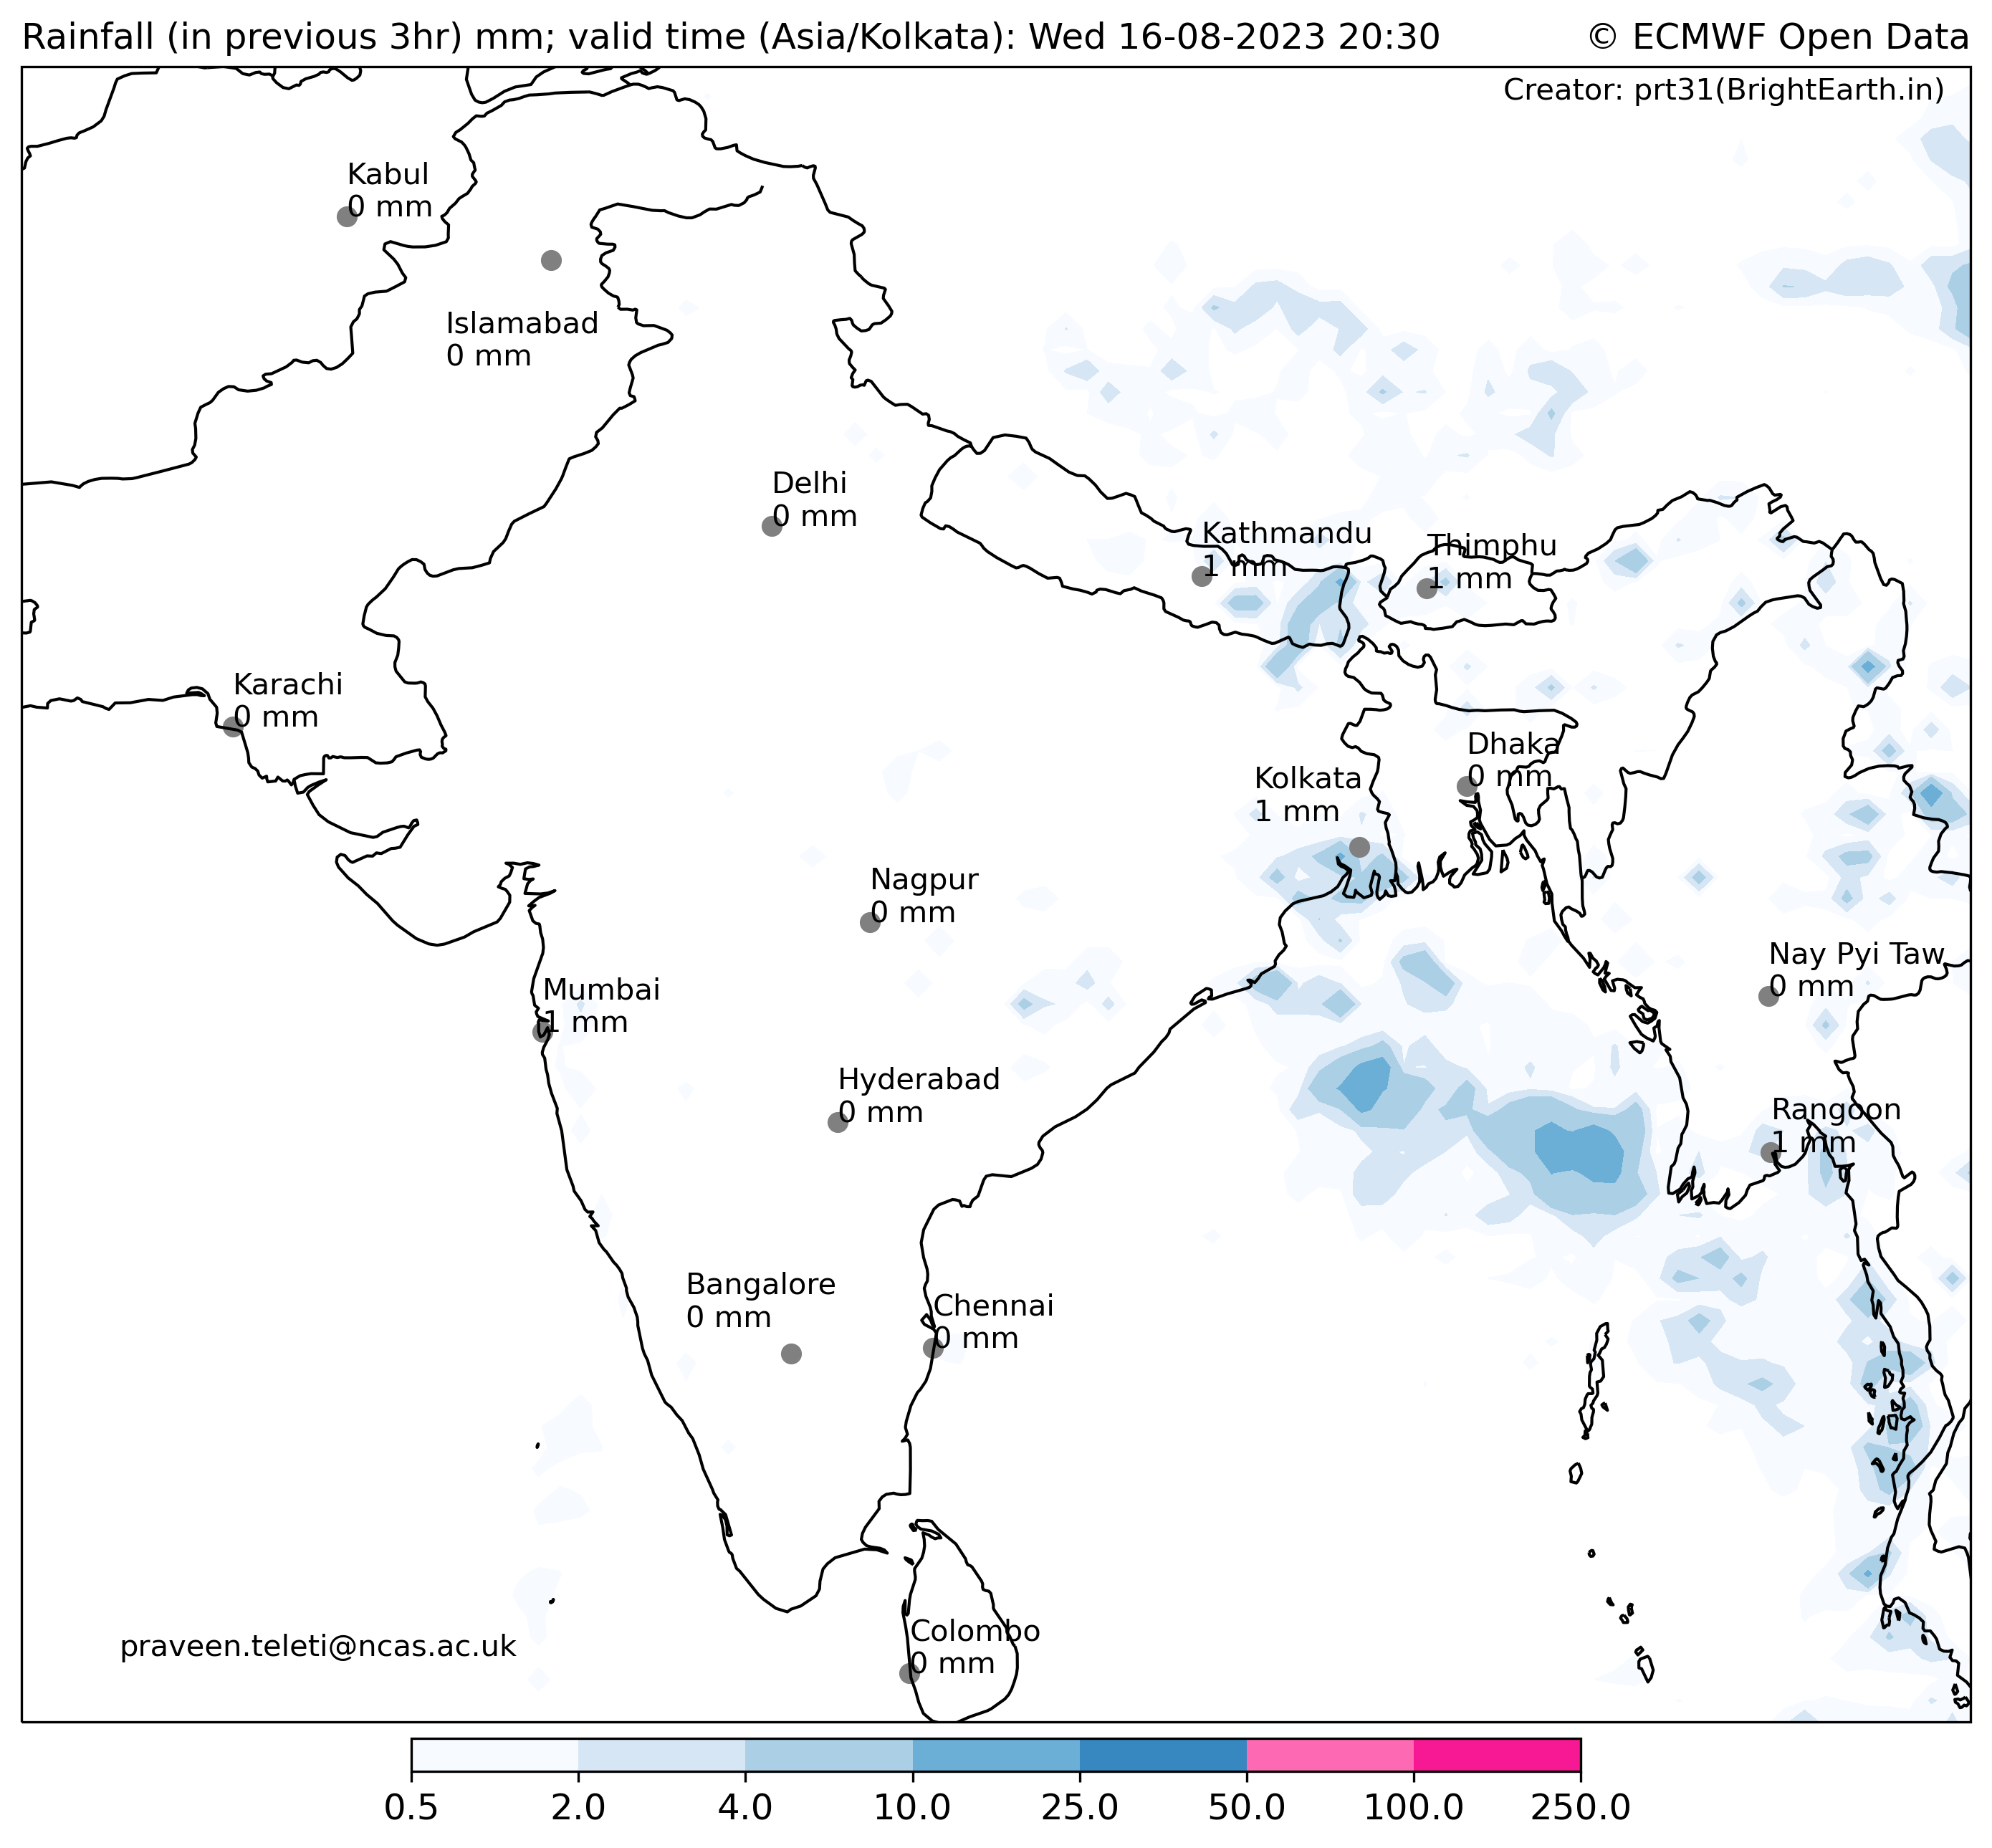 Rainfall (in previous 3hr) mm; valid time (Asia/Kolkata): Wed 16-08-2023 20:30
© ECMWF Open Data
Creator: prt31(BrightEarth.in)
Kabul
0 mm
Islamabad
0 mm
Delhi
0 mm
Kathmandu
1 mm
Thimphu
1 mm
Karachi
0 mm
Dhaka
0 mm
Kolkata
1 mm
Nagpur
0 mm
Nay Pyi Taw
0 mm
Mumbai
1 mm
Hyderabad
0 mm
Rangoon
1 mm
Bangalore
0 mm
Chennai
0 mm
Colombo
0 mm
praveen.teleti@ncas.ac.uk
0.5 2.0 4.0 10.0 25.0 50.0 100.0 250.0